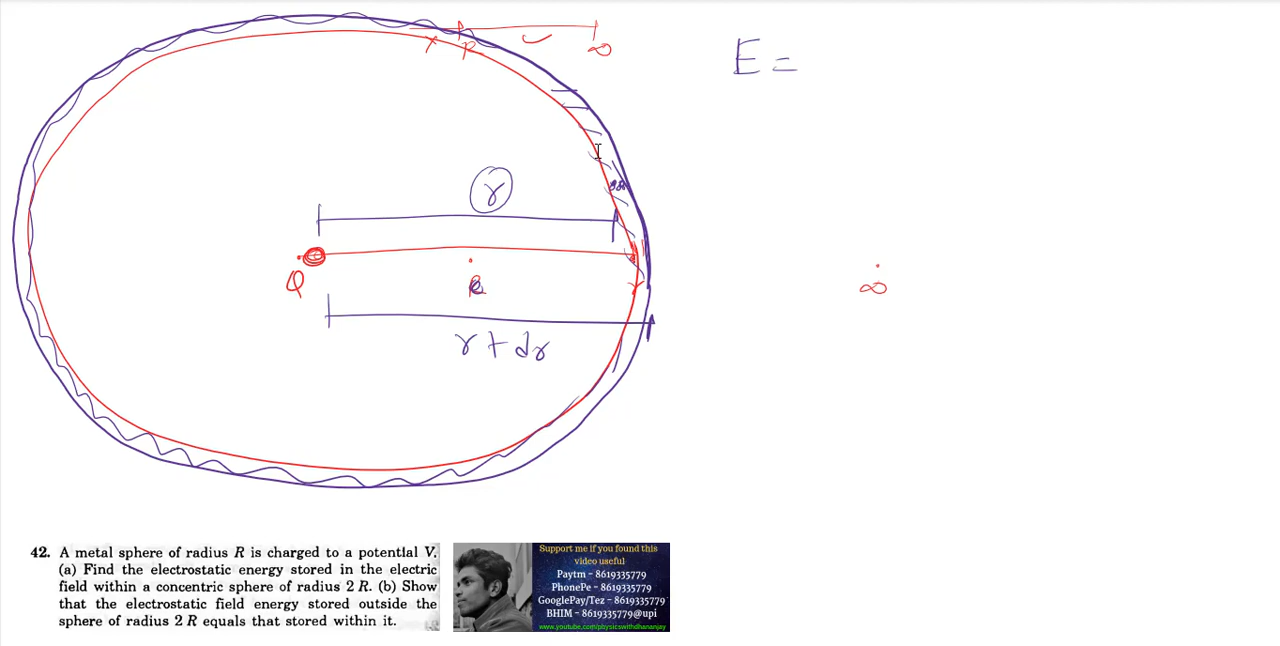 E =
x P ∞
r
dr
Q
R
∞
r + dr
42. A metal sphere of radius R is charged to a potential V.
(a) Find the electrostatic energy stored in the electric
field within a concentric sphere of radius 2 R. (b) Show
that the electrostatic field energy stored outside the
sphere of radius 2 R equals that stored within it.
Support me if you found this
video useful
Paytm - 8619335779
PhonePe - 8619335779
GooglePay/Tez - 8619335779
BHIM - 8619335779@upi
www.youtube.com/physicswithdhananjay